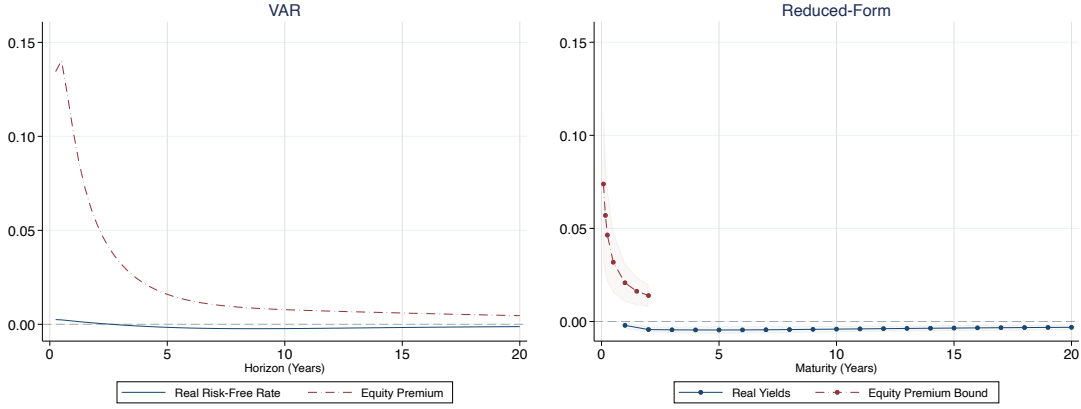 VAR
0.15
0.10
0.05
0.00
0 5 10 15 20
Horizon (Years)
Real Risk-Free Rate Equity Premium
Reduced-Form
0.15
0.10
0.05
0.00
0 5 10 15 20
Maturity (Years)
Real Yields Equity Premium Bound